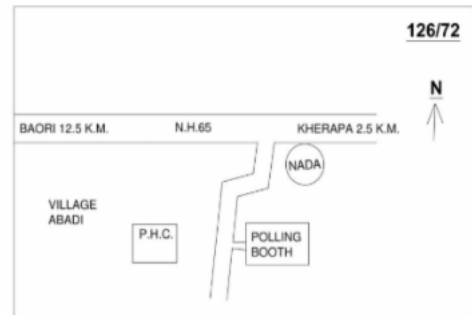 126/72
N
BAORI 12.5 K.M. N.H.65 KHERAPA 2.5 K.M.
NADA
VILLAGE
ABADI
P.H.C.
POLLING
BOOTH